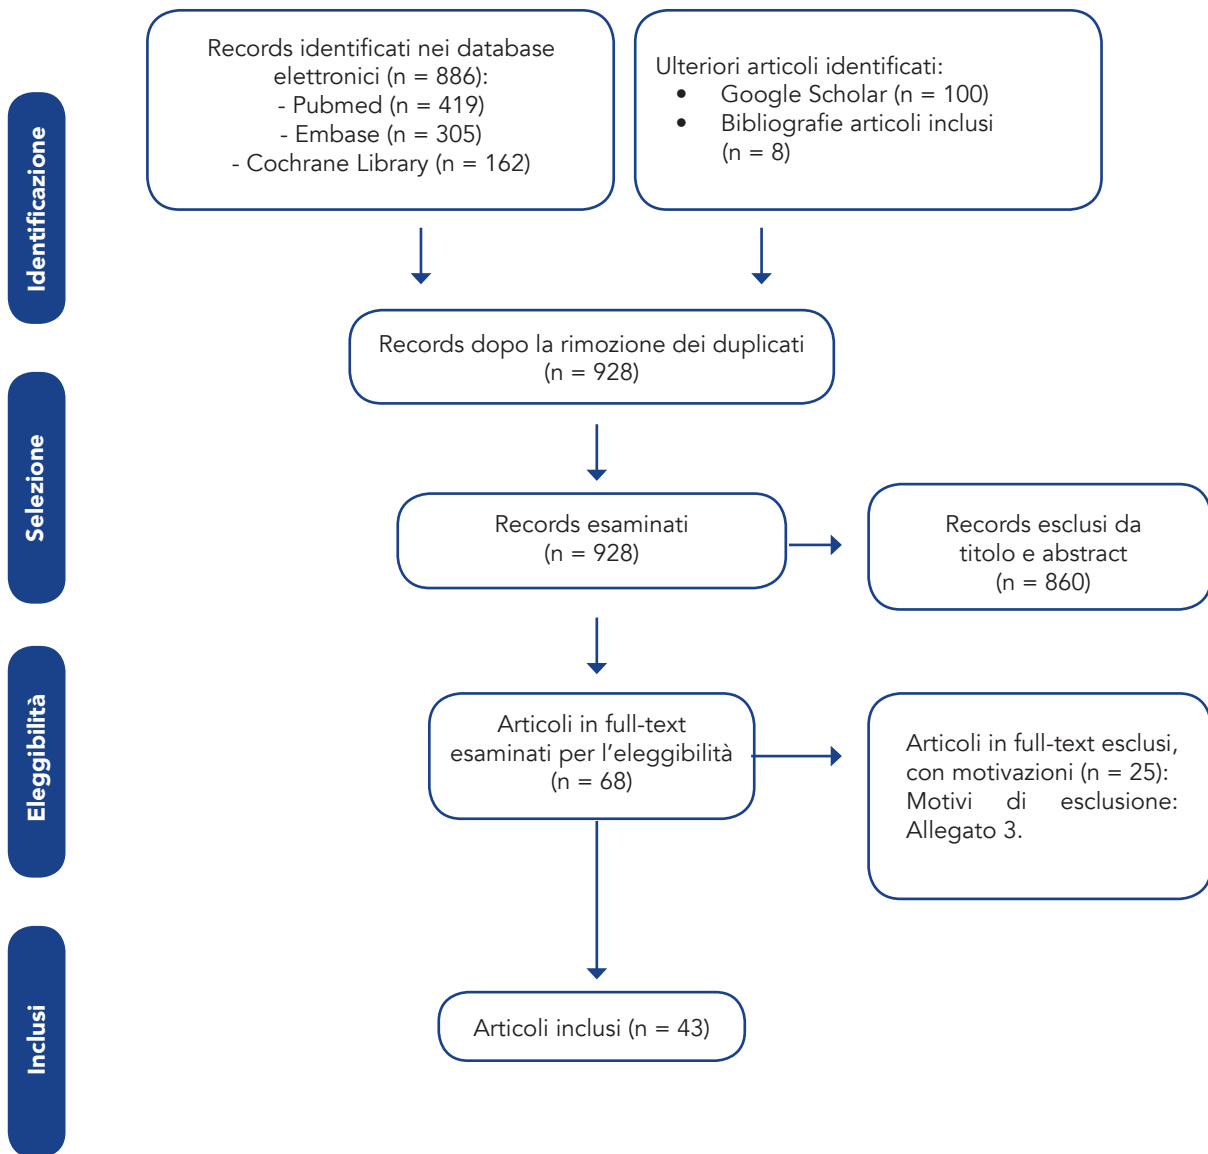 Identificazione
Records identificati nei database
elettronici (n = 886):
- Pubmed (n = 419)
- Embase (n = 305)
- Cochrane Library (n = 162)
Ulteriori articoli identificati:
• Google Scholar (n = 100)
• Bibliografie articoli inclusi
(n = 8)
Records dopo la rimozione dei duplicati
(n = 928)
Selezione
Records esaminati
(n = 928)
Records esclusi da
titolo e abstract
(n = 860)
Eleggibilità
Articoli in full-text
esaminati per l'eleggibilità
(n = 68)
Articoli in full-text esclusi,
con motivazioni (n = 25):
Motivi di esclusione:
Allegato 3.
Inclusi
Articoli inclusi (n = 43)